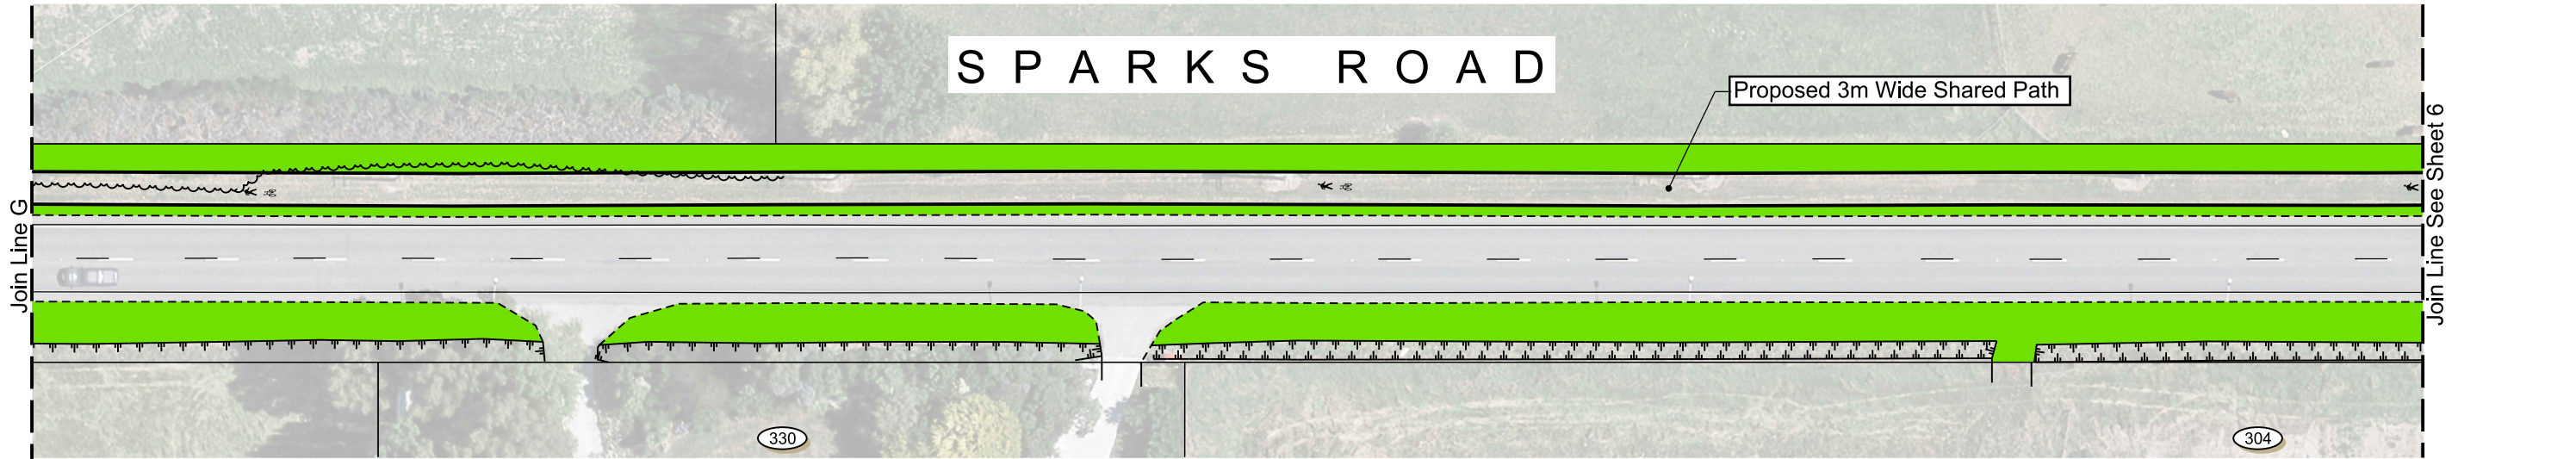 SPARKS ROAD
Proposed 3m Wide Shared Path
Join Line G
Join Line See Sheet 6
330
304